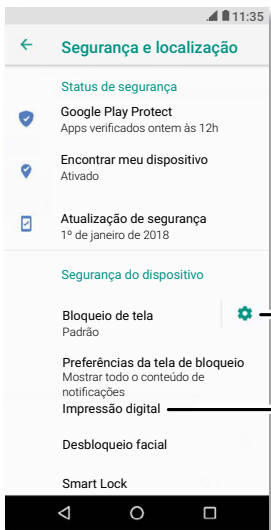 11:35
Segurança e localização
Status de segurança
Google Play Protect
Apps verificados ontem às 12h
Encontrar meu dispositivo
Ativado
Atualização de segurança
1º de janeiro de 2018
Segurança do dispositivo
Bloqueio de tela
Padrão
Preferências da tela de bloqueio
Mostrar todo o conteúdo de
notificações
Impressão digital
Desbloqueio facial
Smart Lock